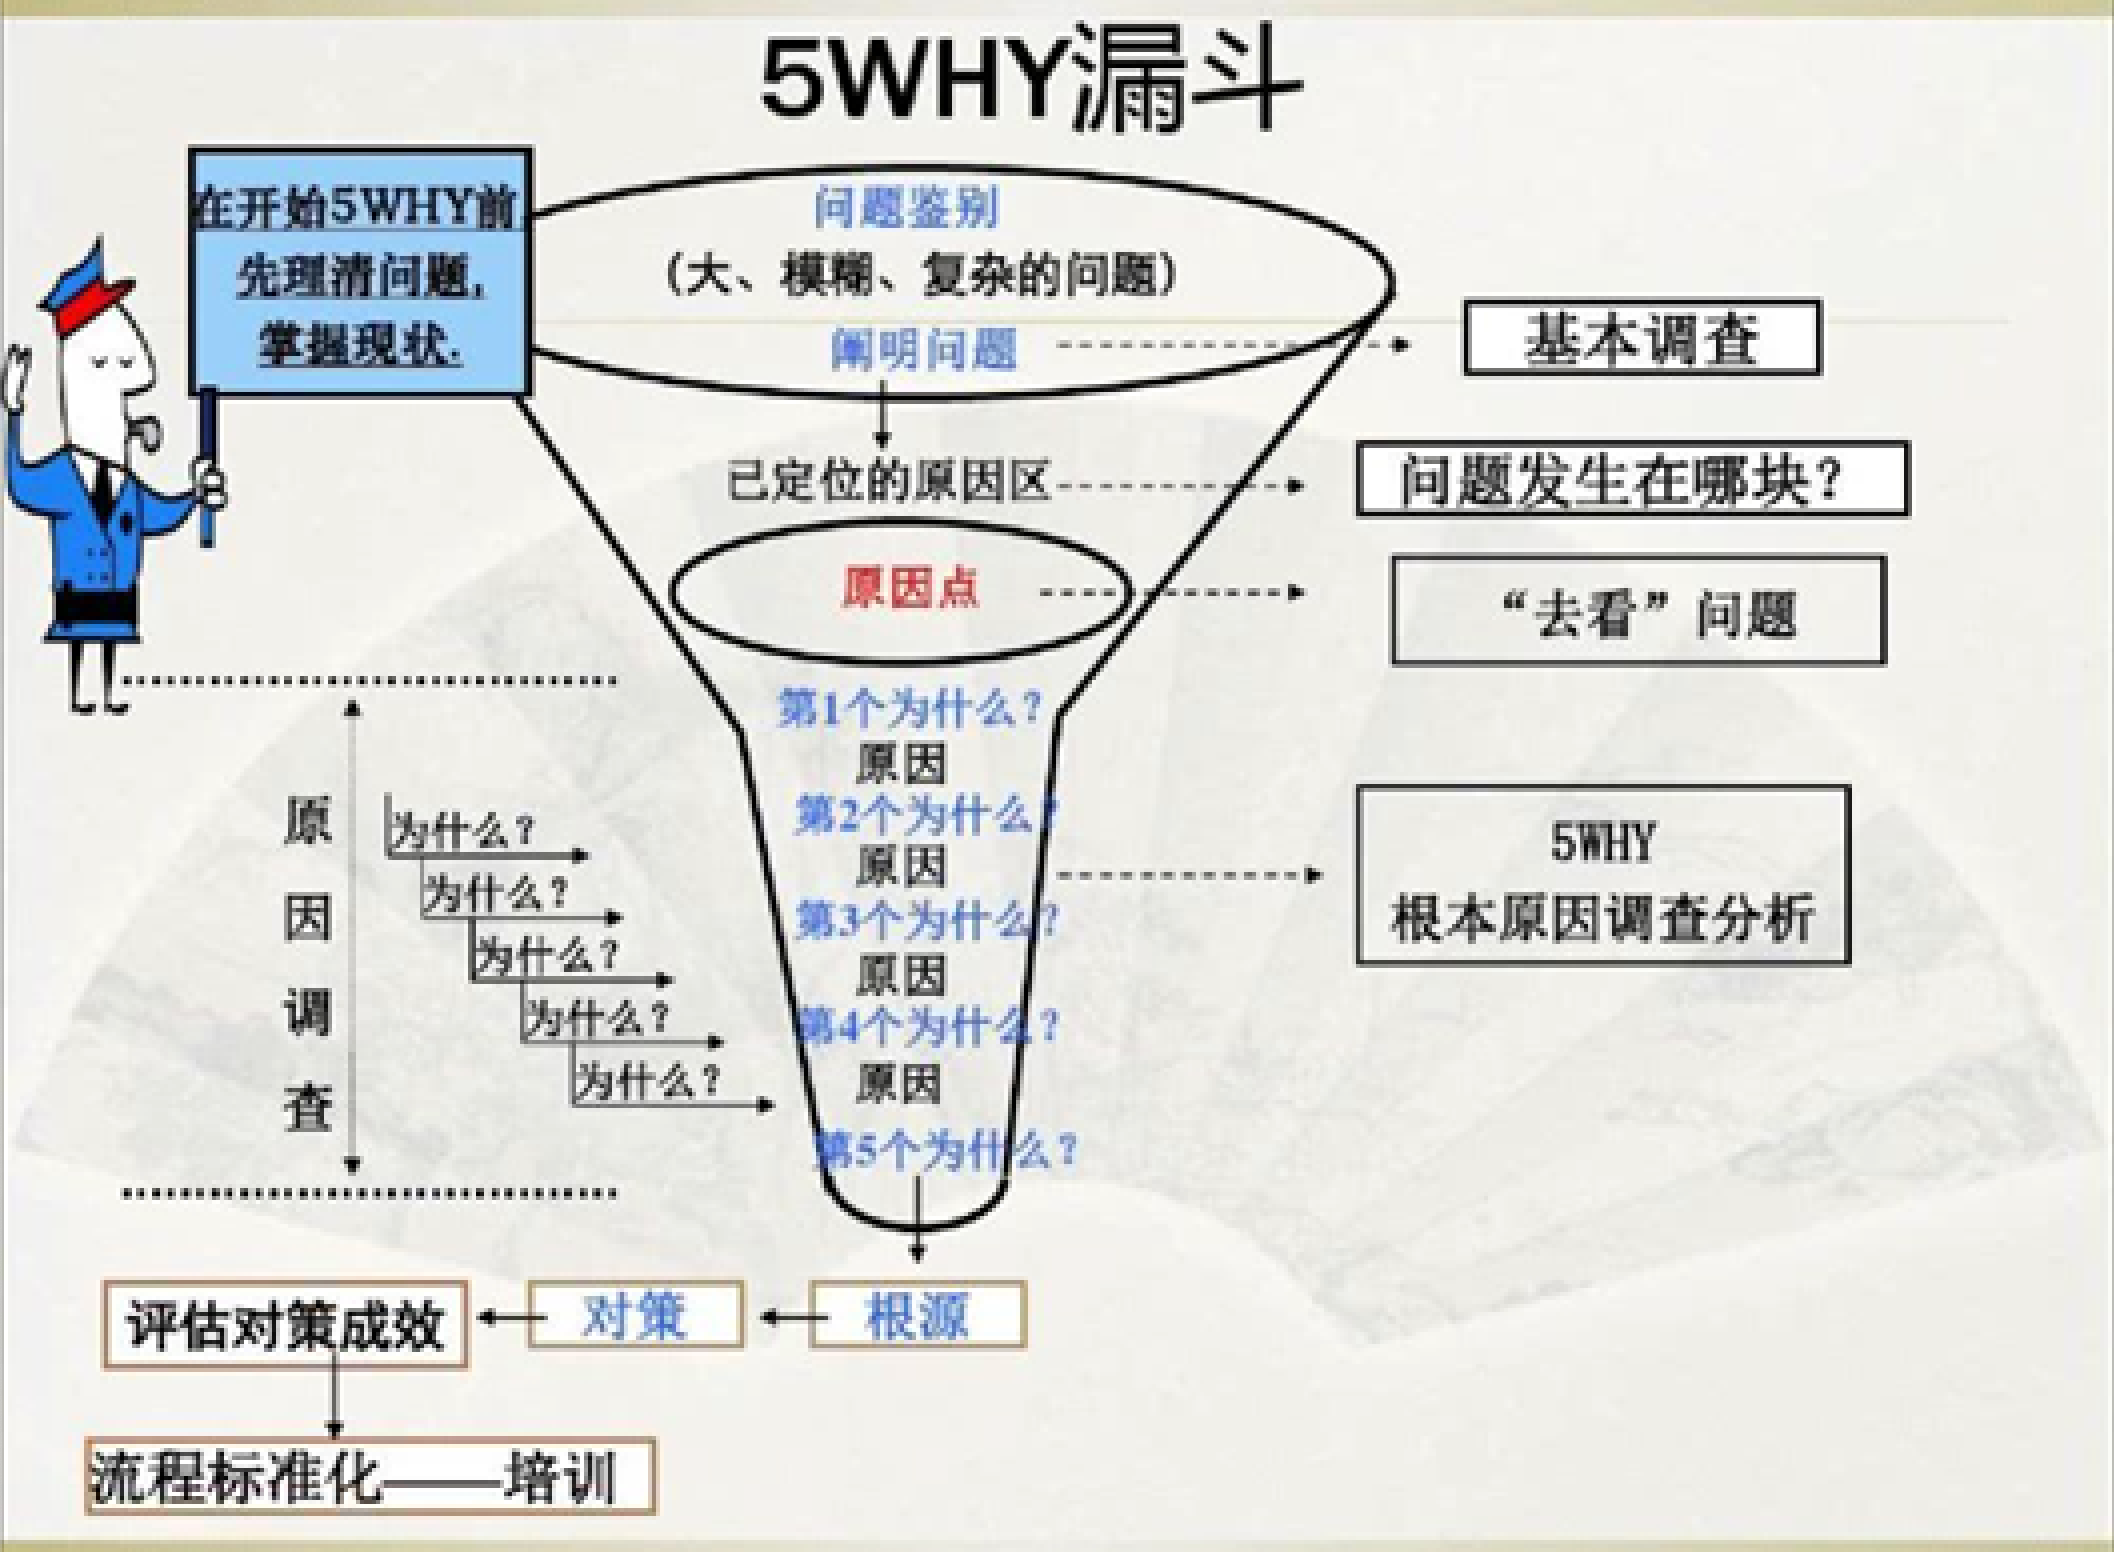 5WHY漏斗
在开始5WHY前
先理清问题,
掌握现状.
问题鉴别
(大、模糊、复杂的问题)
阐明问题
基本调查
已定位的原因区
问题发生在哪块?
原因点
“去看”问题
第1个为什么?
原因
第2个为什么?
原因
第3个为什么?
原因
第4个为什么?
原因
第5个为什么?
5WHY
根本原因调查分析
原
因
调
查
为什么?
为什么?
为什么?
为什么?
为什么?
根源
对策
评估对策成效
流程标准化——培训